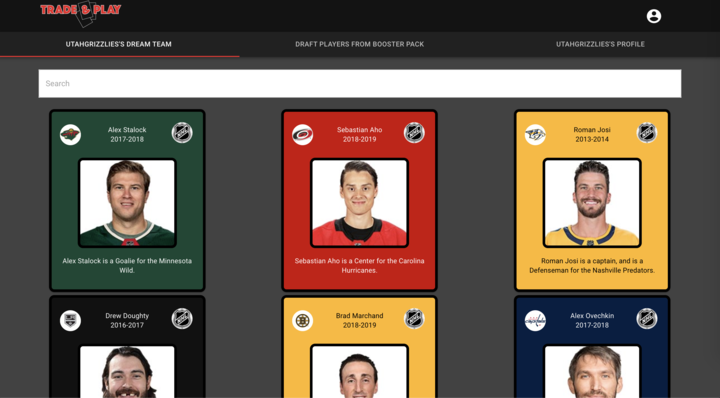 TRADE & PLAY
UTAHGRIZZLIES'S DREAM TEAM
DRAFT PLAYERS FROM BOOSTER PACK
UTAHGRIZZLIES'S PROFILE
Search
Alex Stalock
2017-2018
Alex Stalock is a Goalie for the Minnesota
Wild.
Sebastian Aho
2018-2019
Sebastian Aho is a Center for the Carolina
Hurricanes.
Roman Josi
2013-2014
Roman Josi is a captain, and is a
Defenseman for the Nashville Predators.
Drew Doughty
2016-2017
Brad Marchand
2018-2019
Alex Ovechkin
2017-2018